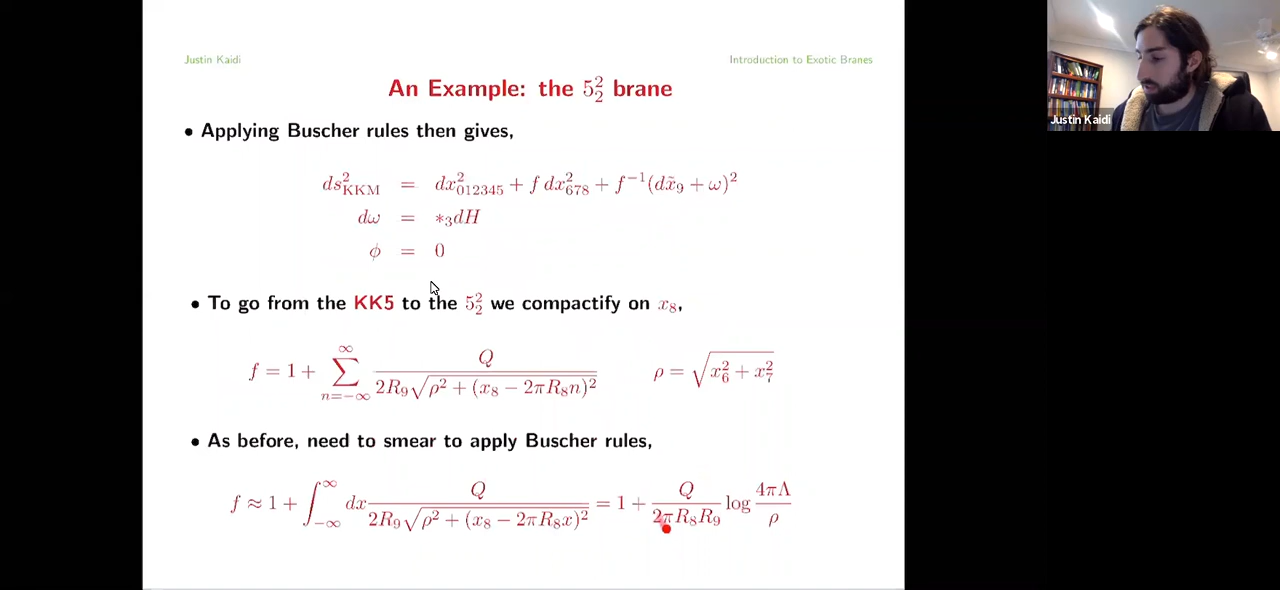 Justin Kaidi
Introduction to Exotic Branes
An Example: the 5₂² brane
• Applying Buscher rules then gives,
ds²_KKM = dx²_012345 + f dx²_678 + f⁻¹(dx̃₉ + ω)²
dω = *₃dH
ϕ = 0
• To go from the KK5 to the 5₂² we compactify on x₈,
f = 1 + ∑_{n=−∞}^{∞} Q / (2R₉√(ρ² + (x₈ − 2πR₈n)²)) ρ = √(x₆² + x₇²)
• As before, need to smear to apply Buscher rules,
f ≈ 1 + ∫_{−∞}^{∞} dx Q / (2R₉√(ρ² + (x₈ − 2πR₈x)²)) = 1 + Q / (2πR₈R₉) log 4πΛ / ρ
Justin Kaidi